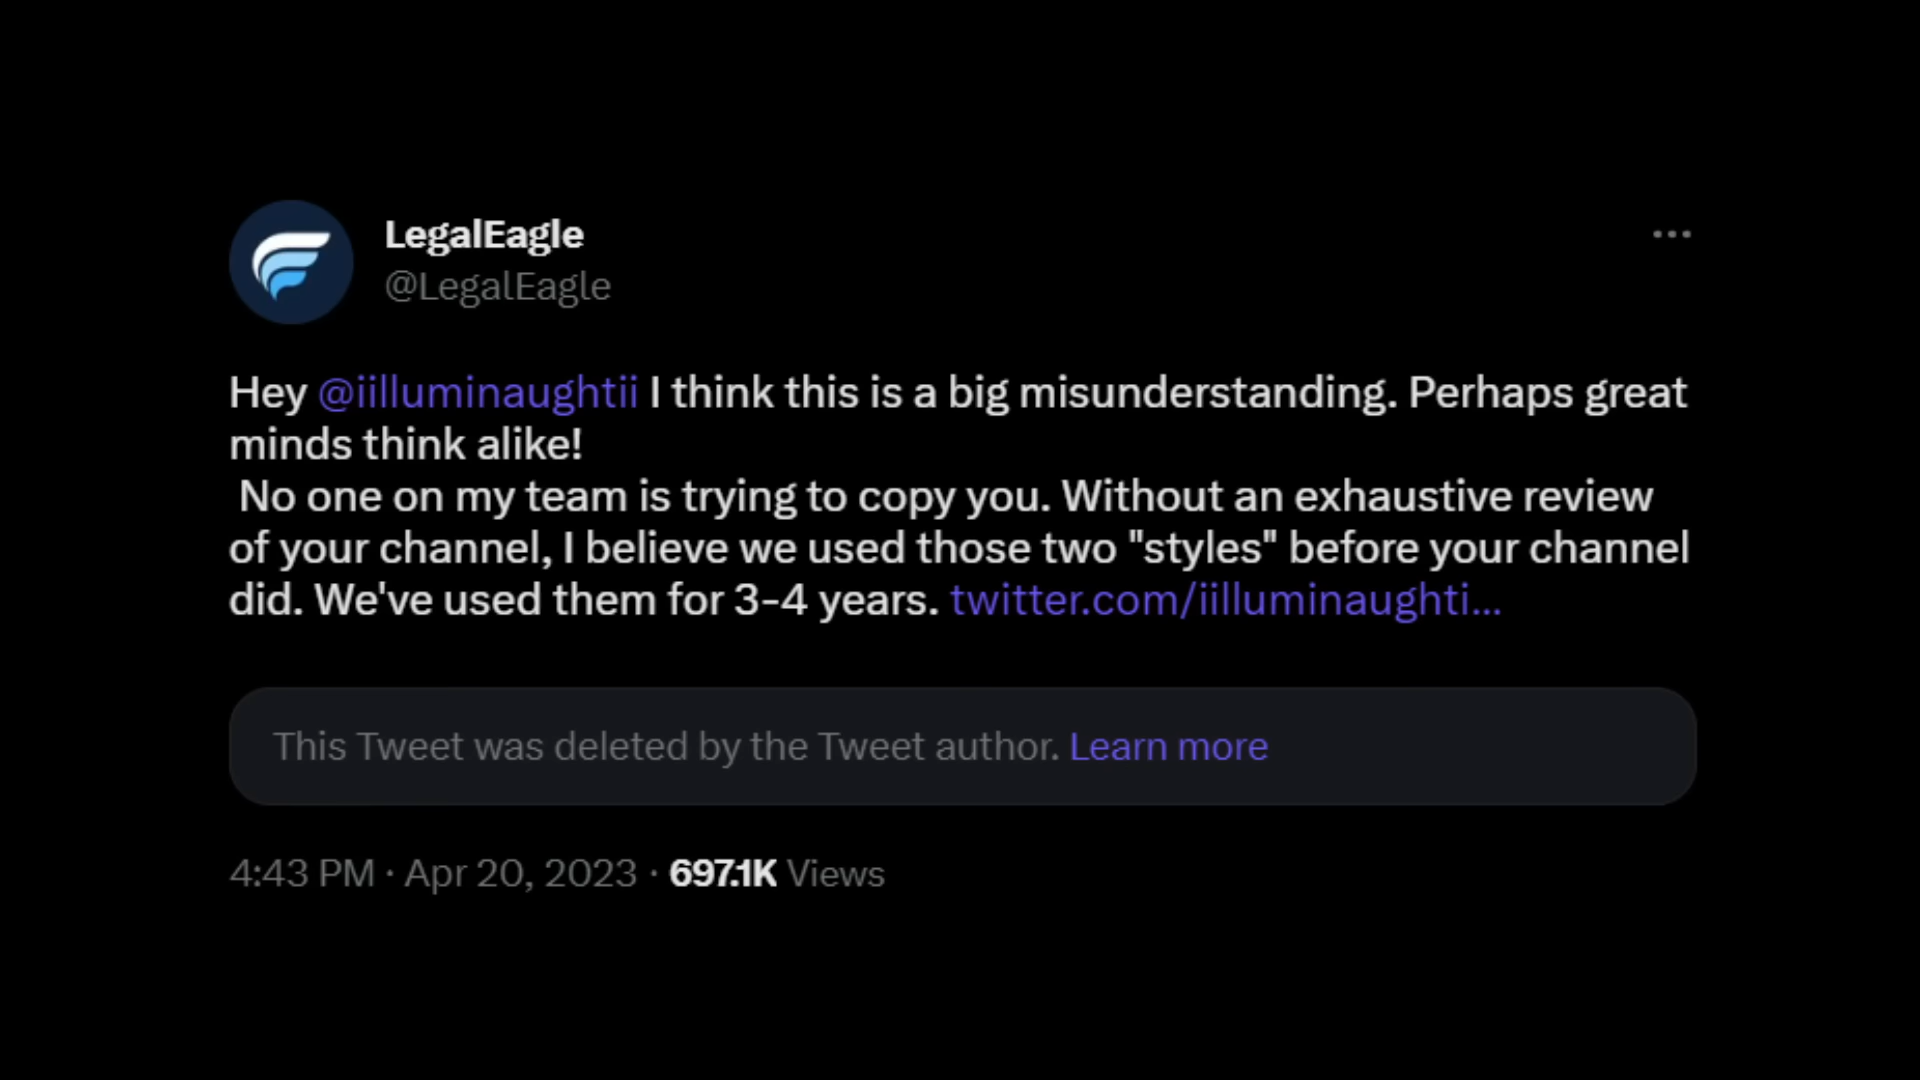 LegalEagle
@LegalEagle
Hey @iilluminaughtii I think this is a big misunderstanding. Perhaps great
minds think alike!
No one on my team is trying to copy you. Without an exhaustive review
of your channel, I believe we used those two "styles" before your channel
did. We've used them for 3-4 years. twitter.com/iilluminaughti...
This Tweet was deleted by the Tweet author. Learn more
4:43 PM · Apr 20, 2023 · 697.1K Views